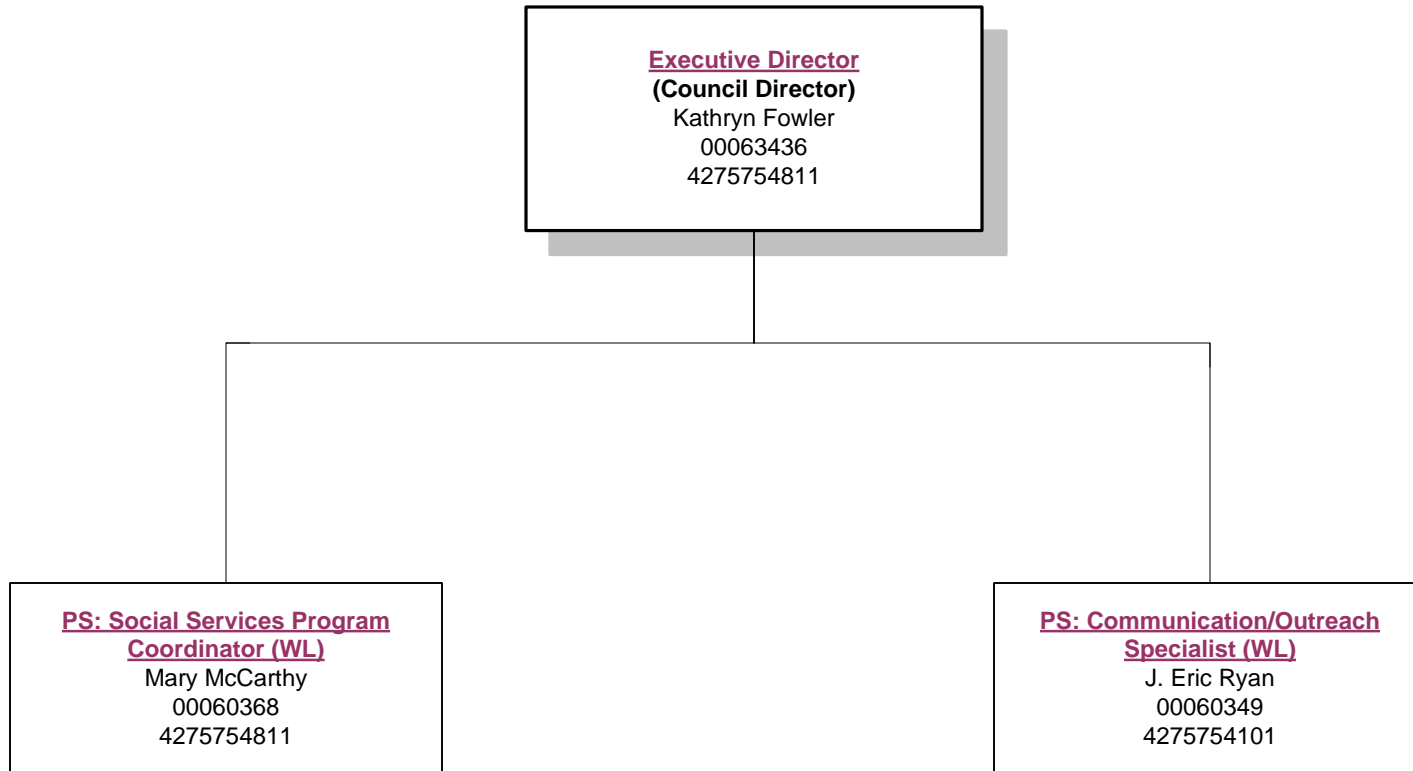 Executive Director
(Council Director)
Kathryn Fowler
00063436
4275754811
PS: Social Services Program
Coordinator (WL)
Mary McCarthy
00060368
4275754811
PS: Communication/Outreach
Specialist (WL)
J. Eric Ryan
00060349
4275754101